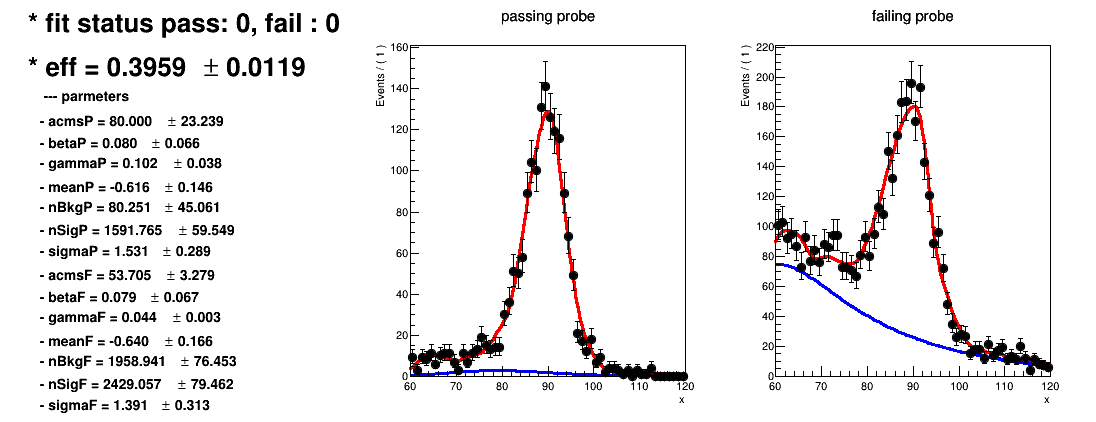 * fit status pass: 0, fail : 0
* eff = 0.3959 ± 0.0119
--- parmeters
- acmsP = 80.000 ± 23.239
- betaP = 0.080 ± 0.066
- gammaP = 0.102 ± 0.038
- meanP = -0.616 ± 0.146
- nBkgP = 80.251 ± 45.061
- nSigP = 1591.765 ± 59.549
- sigmaP = 1.531 ± 0.289
- acmsF = 53.705 ± 3.279
- betaF = 0.079 ± 0.067
- gammaF = 0.044 ± 0.003
- meanF = -0.640 ± 0.166
- nBkgF = 1958.941 ± 76.453
- nSigF = 2429.057 ± 79.462
- sigmaF = 1.391 ± 0.313
passing probe
Events / ( 1 )
160
140
120
100
80
60
40
20
0
60 70 80 90 100 110 120
x
failing probe
Events / ( 1 )
220
200
180
160
140
120
100
80
60
40
20
0
60 70 80 90 100 110 120
x